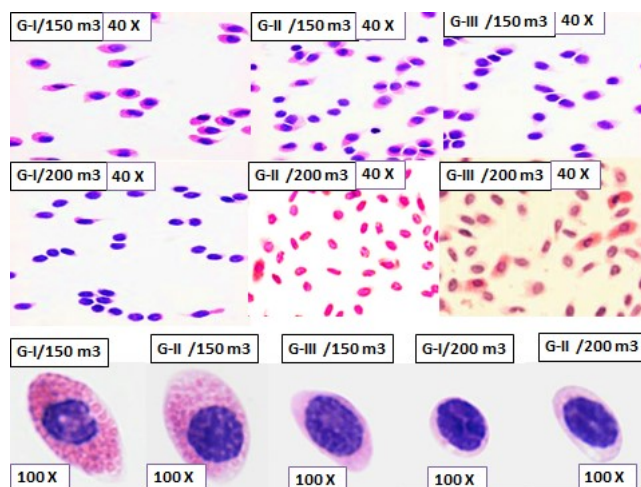 G-I/150 m3 40 X
G-II /150 m3 40 X
G-III /150 m3 40 X
G-I/200 m3 40 X
G-II /200 m3 40 X
G-III /200 m3 40 X
G-I/150 m3
G-II /150 m3
G-III /150 m3
G-I/200 m3
G-II /200 m3
100 X
100 X
100 X
100 X
100 X